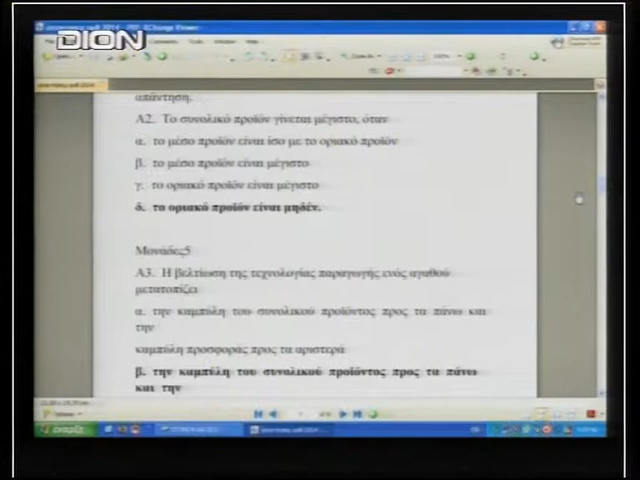 DION
απάντηση.
Α2. Το συνολικό προϊόν γίνεται μέγιστο, όταν
α. το μέσο προϊόν είναι ίσο με το οριακό προϊόν
β. το μέσο προϊόν είναι μέγιστο
γ. το οριακό προϊόν είναι μέγιστο
δ. το οριακό προϊόν είναι μηδέν.
Μονάδες5
Α3. Η βελτίωση της τεχνολογίας παραγωγής ενός αγαθού
μετατοπίζει
α. την καμπύλη του συνολικού προϊόντος προς τα πάνω και
την
καμπύλη προσφοράς προς τα αριστερά
β. την καμπύλη του συνολικού προϊόντος προς τα πάνω
και την